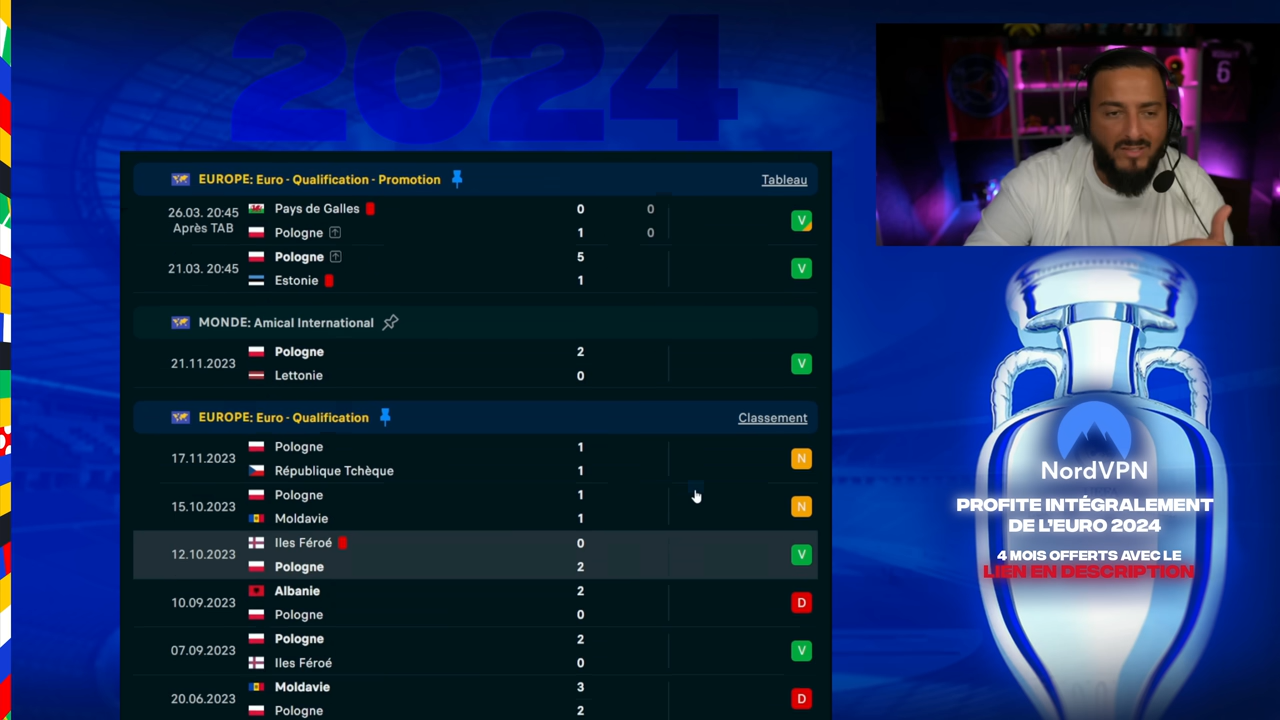 2024
EUROPE: Euro - Qualification - Promotion Tableau
26.03. 20:45 Après TAB
Pays de Galles 0 0
Pologne 1 0
V
21.03. 20:45
Pologne 5
Estonie 1
V
MONDE: Amical International
21.11.2023
Pologne 2
Lettonie 0
V
EUROPE: Euro - Qualification Classement
17.11.2023
Pologne 1
République Tchèque 1
N
15.10.2023
Pologne 1
Moldavie 1
N
12.10.2023
Iles Féroé 0
Pologne 2
V
10.09.2023
Albanie 2
Pologne 0
D
07.09.2023
Pologne 2
Iles Féroé 0
V
20.06.2023
Moldavie 3
Pologne 2
D
6
NordVPN
PROFITE INTÉGRALEMENT
DE L'EURO 2024
4 MOIS OFFERTS AVEC LE
LIEN EN DESCRIPTION